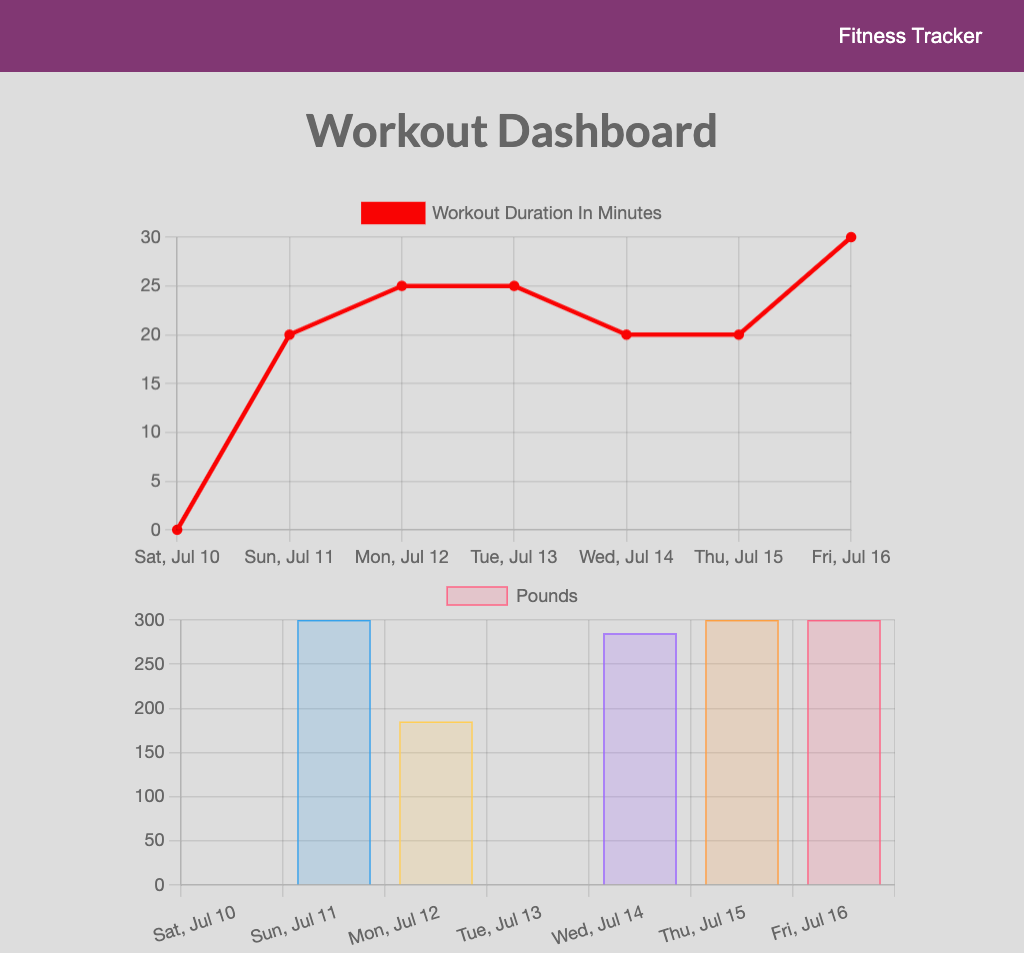 Fitness Tracker
Workout Dashboard
Workout Duration In Minutes
30
25
20
15
10
5
0
Sat, Jul 10 Sun, Jul 11 Mon, Jul 12 Tue, Jul 13 Wed, Jul 14 Thu, Jul 15 Fri, Jul 16
Pounds
300
250
200
150
100
50
0
Sat, Jul 10 Sun, Jul 11 Mon, Jul 12 Tue, Jul 13 Wed, Jul 14 Thu, Jul 15 Fri, Jul 16